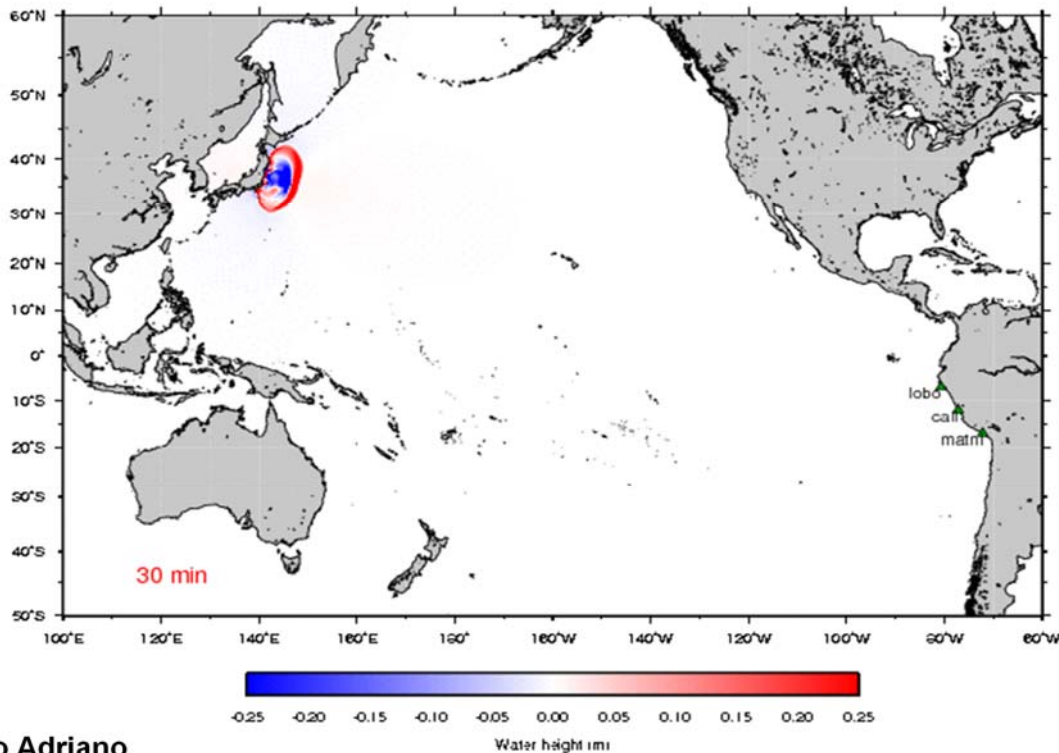 60°N
50°N
40°N
30°N
20°N
10°N
0°
10°S
20°S
30°S
40°S
50°S
lobo
call
matrn
30 min
100°E 120°E 140°E 160°E 180° 160°W 140°W 120°W 100°W 80°W 60°W
-0.25 -0.20 -0.15 -0.10 -0.05 0.00 0.05 0.10 0.15 0.20 0.25
Water height (m)
o Adriano